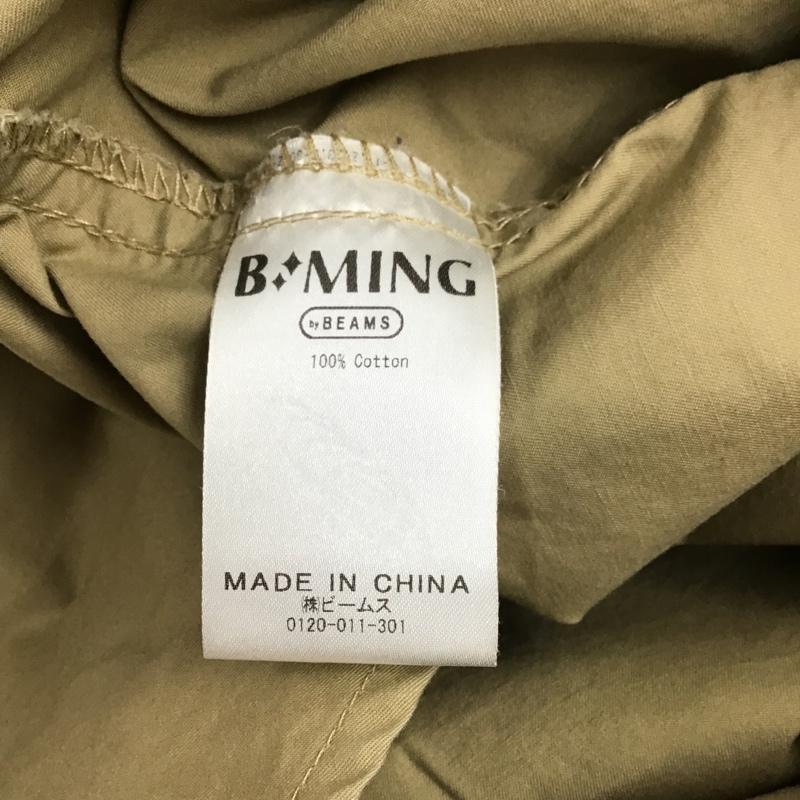 B MING
by BEAMS
100% Cotton
MADE IN CHINA
㈱ビームス
0120-011-301